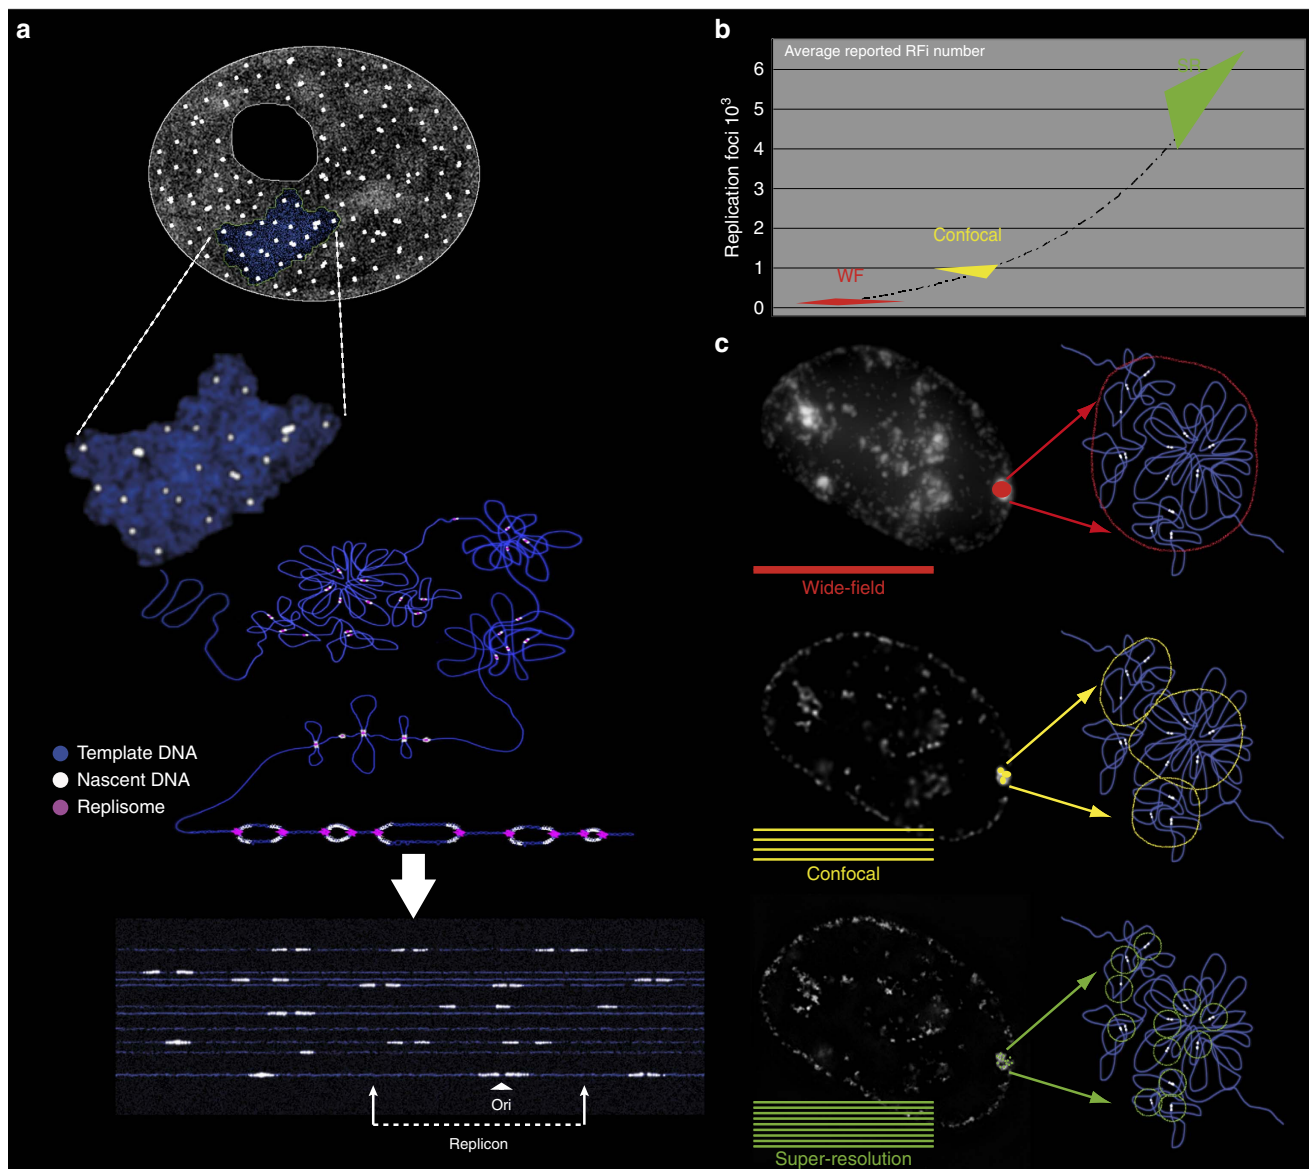 a
Template DNA
Nascent DNA
Replisome
Ori
Replicon
b
Average reported RFi number
Replication foci 10³
6
5
4
3
2
1
0
WF
Confocal
c
Wide-field
Confocal
Super-resolution